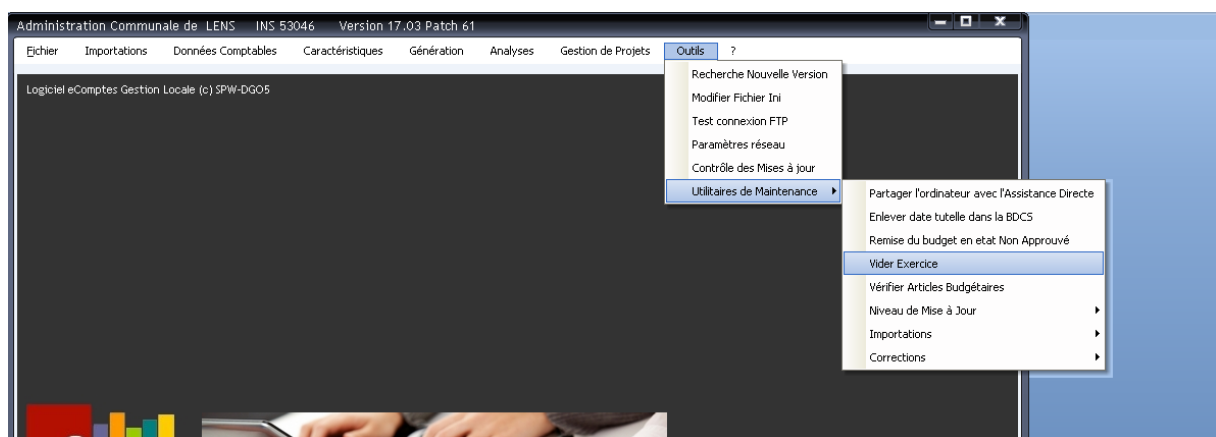 Administration Communale de LENS INS 53046 Version 17.03 Patch 61
Fichier Importations Données Comptables Caractéristiques Génération Analyses Gestion de Projets Outils ?
Logiciel eComptes Gestion Locale (c) SPW-DGO5
Recherche Nouvelle Version
Modifier Fichier Ini
Test connexion FTP
Paramètres réseau
Contrôle des Mises à jour
Utilitaires de Maintenance
Partager l'ordinateur avec l'Assistance Directe
Enlever date tutelle dans la BDCS
Remise du budget en etat Non Approuvé
Vider Exercice
Vérifier Articles Budgétaires
Niveau de Mise à Jour
Importations
Corrections